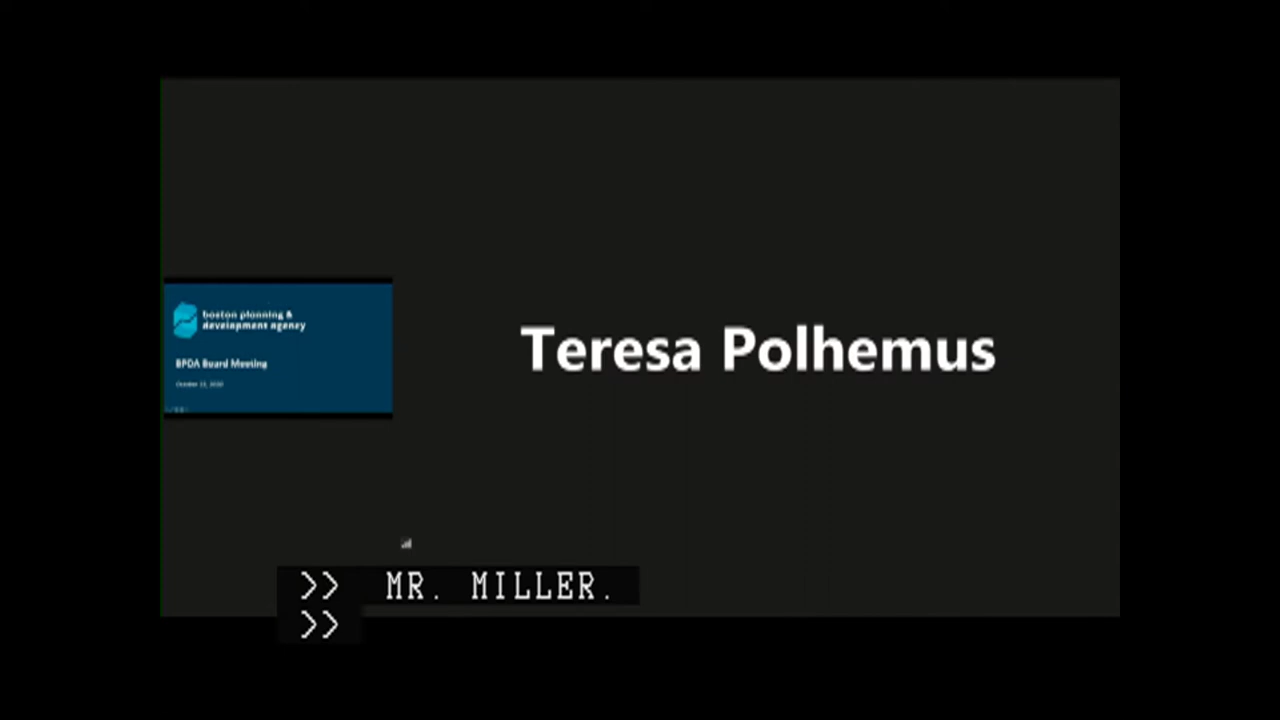 boston planning &
development agency
BPDA Board Meeting
Teresa Polhemus
>> MR. MILLER.
>>